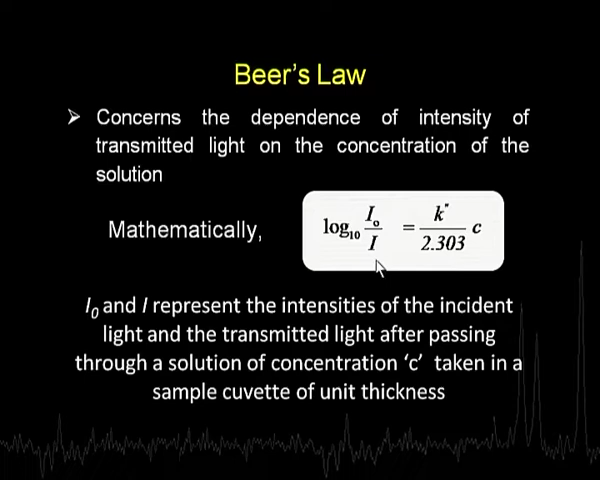 Beer's Law
➢ Concerns the dependence of intensity of
transmitted light on the concentration of the
solution
Mathematically, log₁₀ I₀/I = k"/2.303 c
I₀ and I represent the intensities of the incident
light and the transmitted light after passing
through a solution of concentration 'c' taken in a
sample cuvette of unit thickness